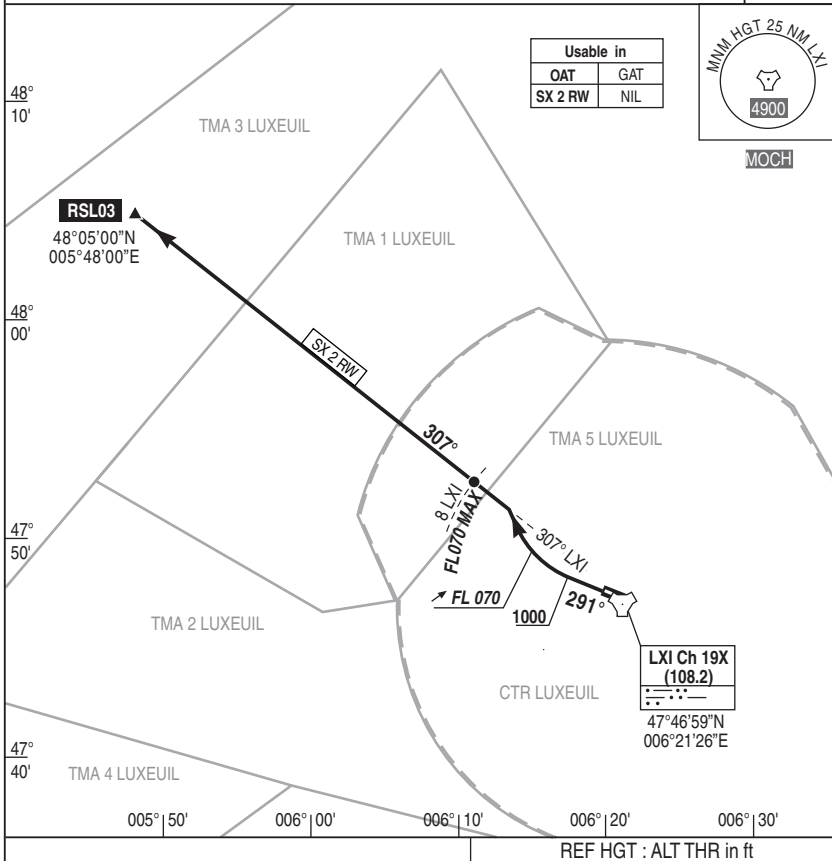 Usable in
OAT GAT
SX 2 RW NIL
MNM HGT 25 NM LXI
4900
MOCH
48°
10'
TMA 3 LUXEUIL
RSL03
48°05'00"N
005°48'00"E
TMA 1 LUXEUIL
48°
00'
SX 2 RW
307°
TMA 5 LUXEUIL
8 LXI
FL070 MAX
307° LXI
47°
50'
FL 070
1000
291°
TMA 2 LUXEUIL
LXI Ch 19X
(108.2)
CTR LUXEUIL
47°46'59"N
006°21'26"E
47°
40'
TMA 4 LUXEUIL
005°50' 006°00' 006°10' 006°20' 006°30'
REF HGT : ALT THR in ft